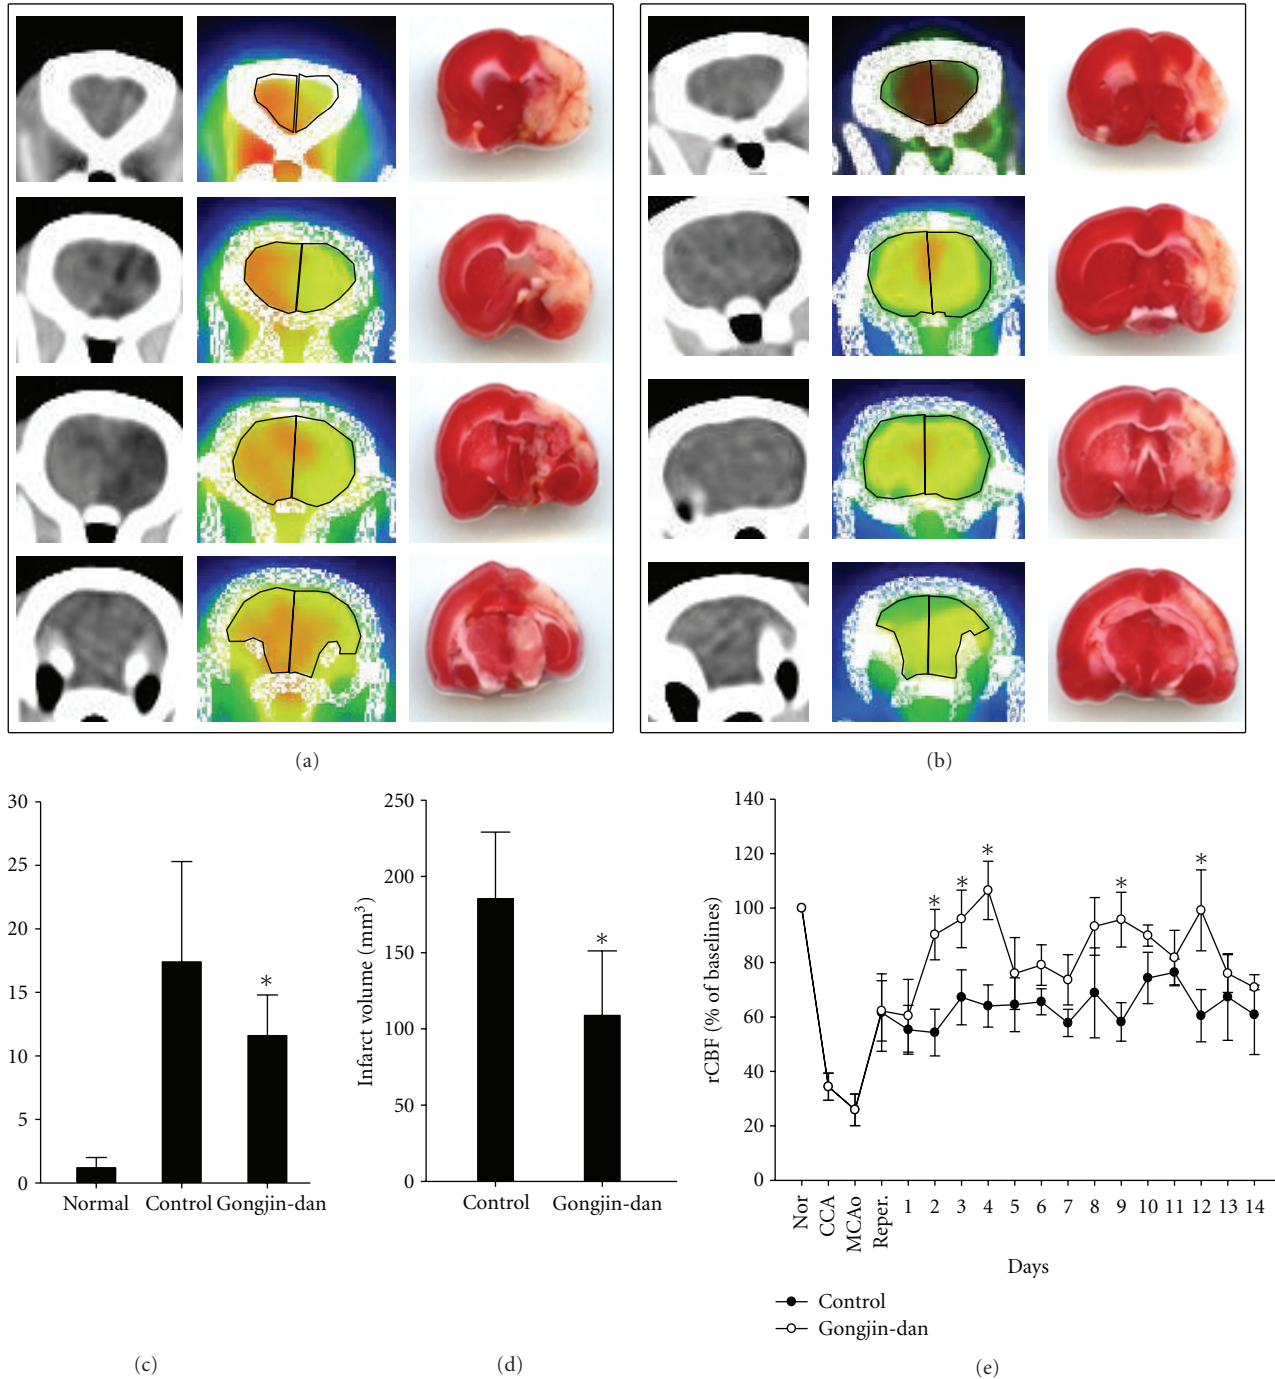 (a)
(b)
30
25
20
15
10
5
0
Normal
Control
Gongjin-dan
(c)
Infarct volume (mm³)
250
200
150
100
50
0
*
Control
Gongjin-dan
*
(d)
rCBF (% of baselines)
140
120
100
80
60
40
20
0
* * * * *
Nor
CCA
MCAo
Reper.
1 2 3 4 5 6 7 8 9 10 11 12 13 14
Days
Control
Gongjin-dan
(e)